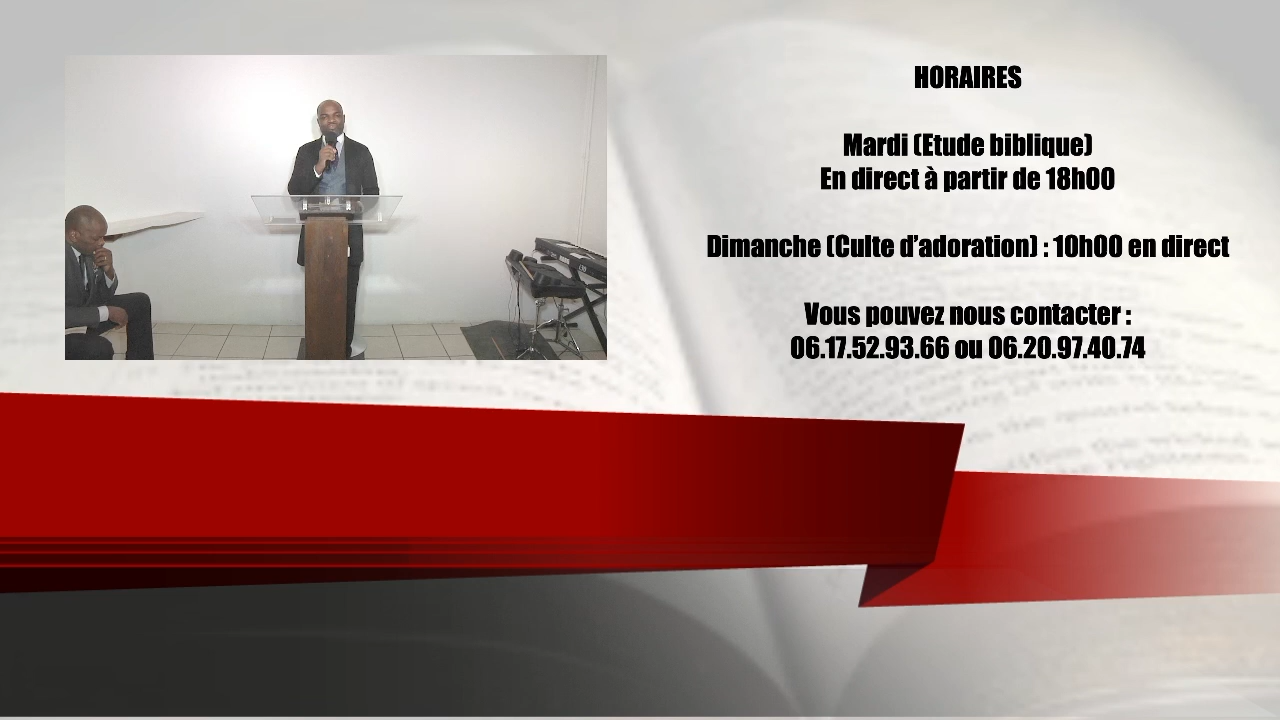 HORAIRES
Mardi (Etude biblique)
En direct à partir de 18h00
Dimanche (Culte d’adoration) : 10h00 en direct
Vous pouvez nous contacter :
06.17.52.93.66 ou 06.20.97.40.74